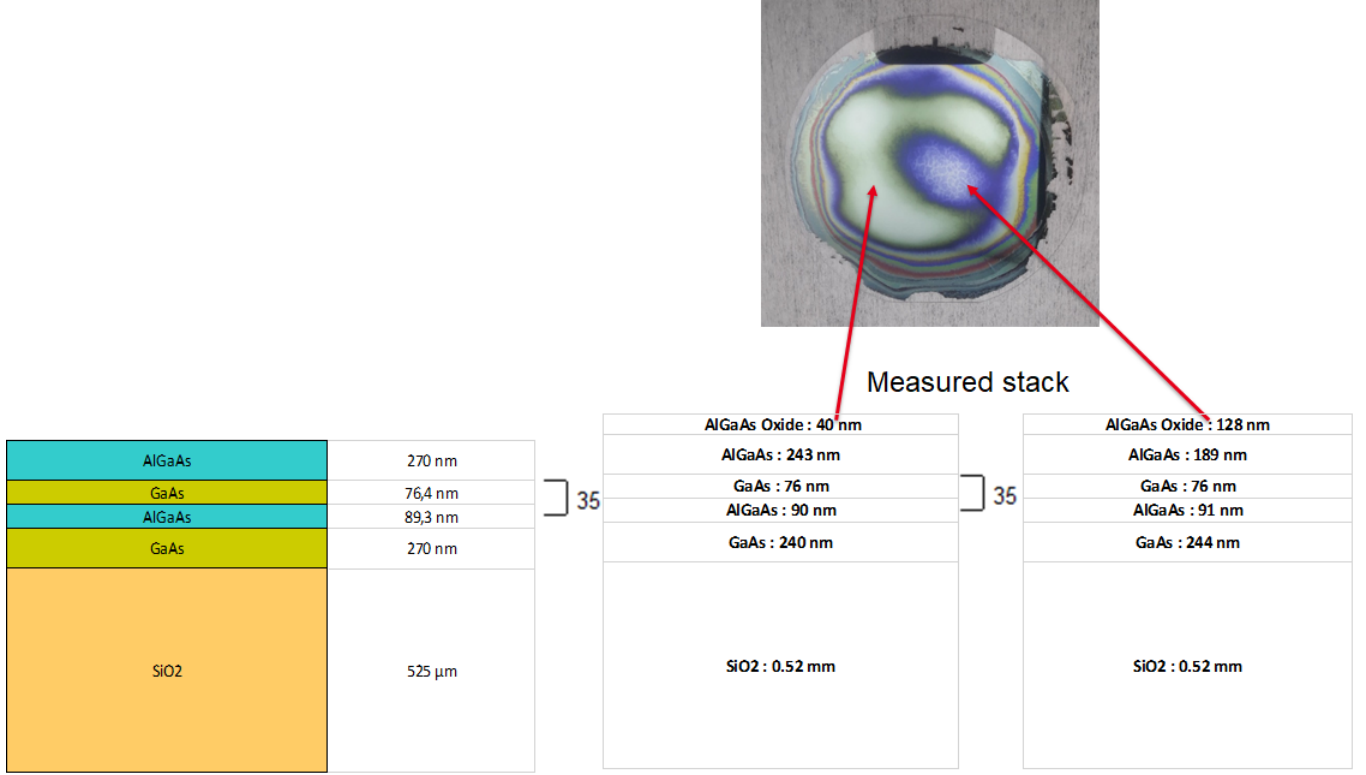 Measured stack
AlGaAs 270 nm
GaAs 76,4 nm
AlGaAs 89,3 nm
35
GaAs 270 nm
SiO2 525 µm
AlGaAs Oxide : 40 nm
AlGaAs : 243 nm
GaAs : 76 nm
AlGaAs : 90 nm
35
GaAs : 240 nm
SiO2 : 0.52 mm
AlGaAs Oxide : 128 nm
AlGaAs : 189 nm
GaAs : 76 nm
AlGaAs : 91 nm
GaAs : 244 nm
SiO2 : 0.52 mm